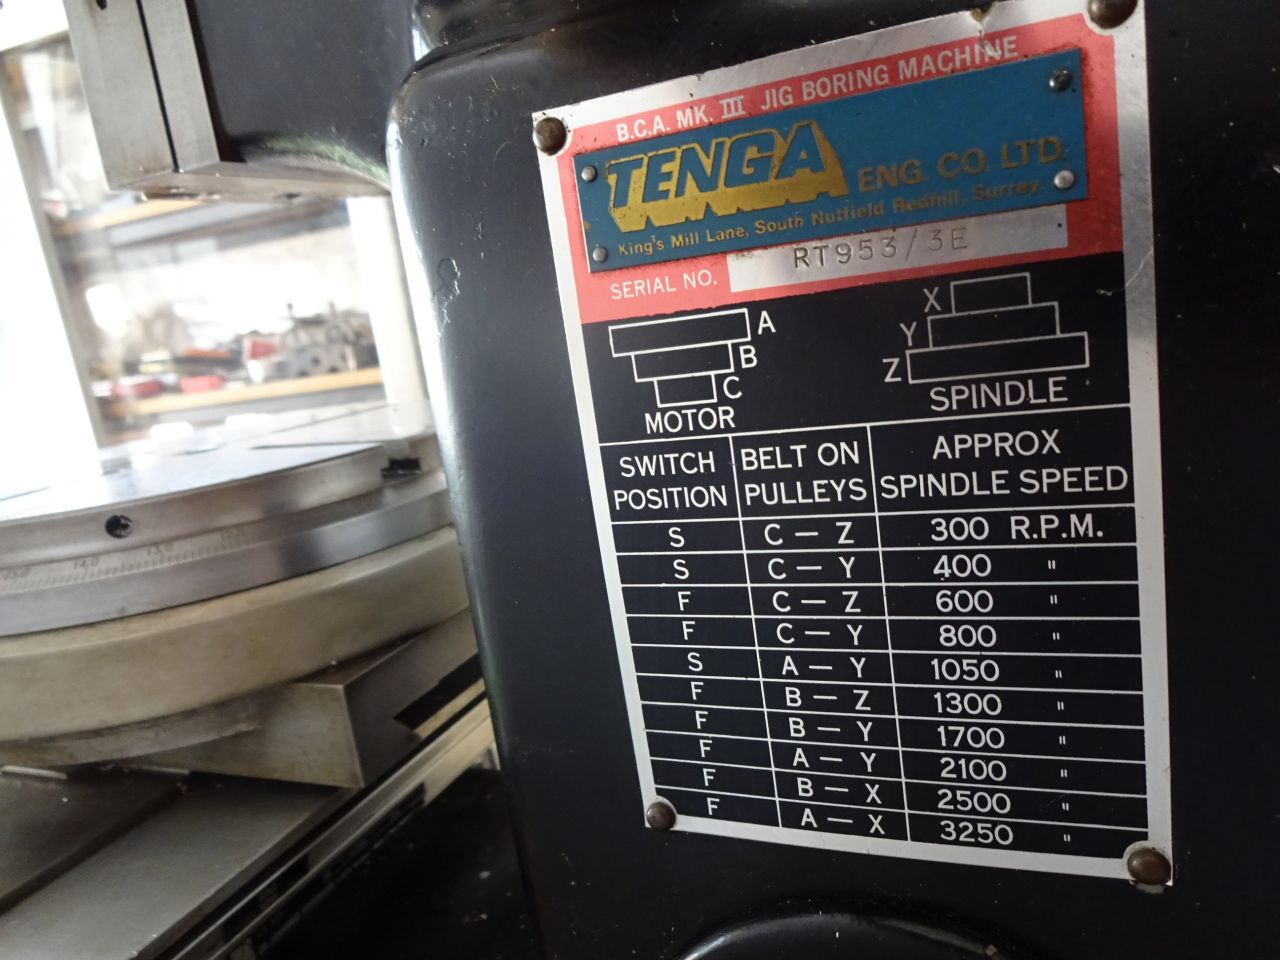 B.C.A. MK. III JIG BORING MACHINE
TENGA ENG. CO. LTD.
King's Mill Lane, South Nutfield Redhill, Surrey.
SERIAL NO. RT953/3E
A
B
C
MOTOR
X
Y
Z
SPINDLE
SWITCH POSITION BELT ON PULLEYS APPROX SPINDLE SPEED
S C — Z 300 R.P.M.
S C — Y 400 "
F C — Z 600 "
F C — Y 800 "
S A — Y 1050 "
F B — Z 1300 "
F B — Y 1700 "
F A — Y 2100 "
F B — X 2500 "
F A — X 3250 "